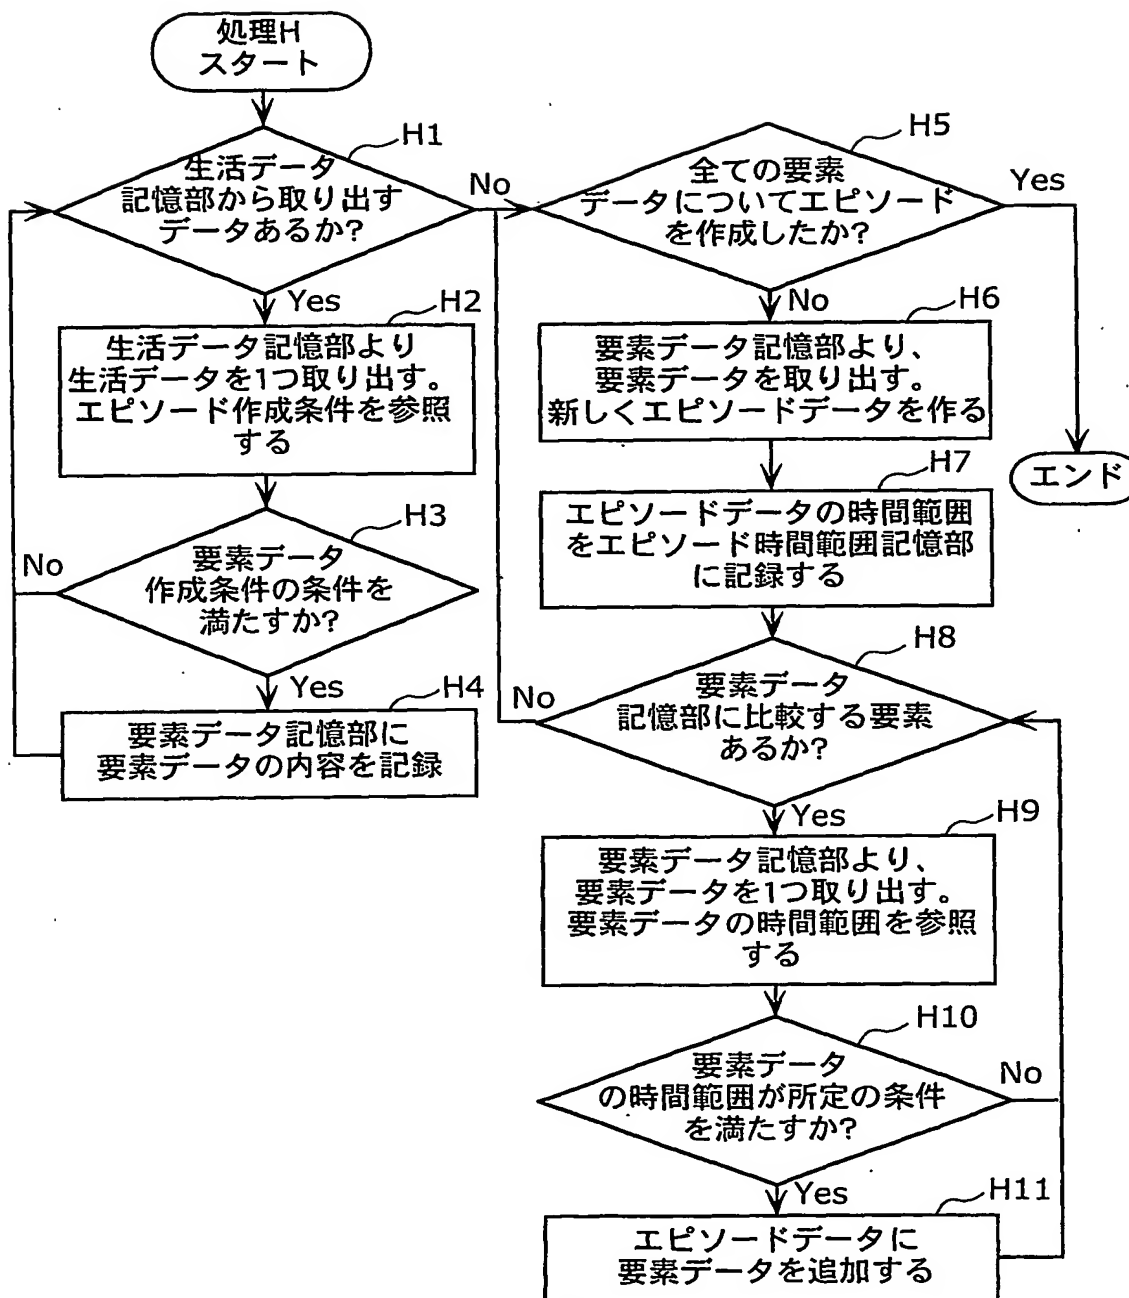 処理H
スタート
H1
生活データ
記憶部から取り出す
データあるか?
No
Yes
H2
生活データ記憶部より
生活データを1つ取り出す。
エピソード作成条件を参照
する
H3
要素データ
作成条件の条件を
満たすか?
No
Yes
H4
要素データ記憶部に
要素データの内容を記録
H5
全ての要素
データについてエピソード
を作成したか?
Yes
No
エンド
H6
要素データ記憶部より、
要素データを取り出す。
新しくエピソードデータを作る
H7
エピソードデータの時間範囲
をエピソード時間範囲記憶部
に記録する
H8
要素データ
記憶部に比較する要素
あるか?
No
Yes
H9
要素データ記憶部より、
要素データを1つ取り出す。
要素データの時間範囲を参照
する
H10
要素データ
の時間範囲が所定の条件
を満たすか?
No
Yes
H11
エピソードデータに
要素データを追加する